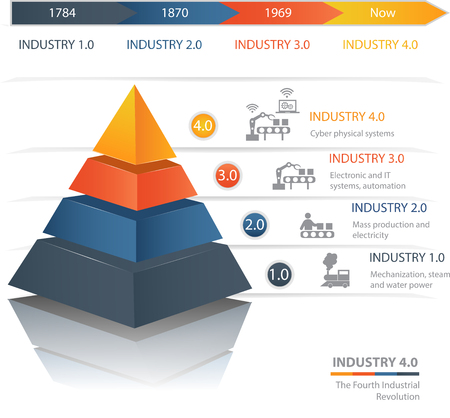 1784 1870 1969 Now
INDUSTRY 1.0 INDUSTRY 2.0 INDUSTRY 3.0 INDUSTRY 4.0
4.0
INDUSTRY 4.0
Cyber physical systems
3.0
INDUSTRY 3.0
Electronic and IT
systems, automation
2.0
INDUSTRY 2.0
Mass production and
electricity
1.0
INDUSTRY 1.0
Mechanization, steam
and water power
INDUSTRY 4.0
The Fourth Industrial
Revolution